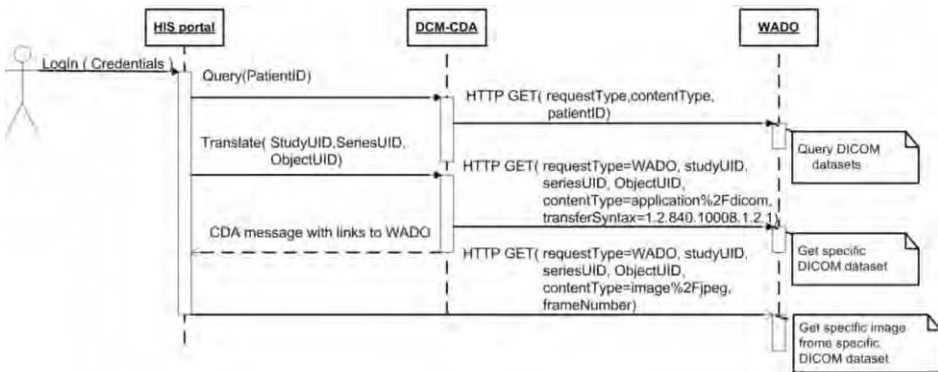 HIS portal
DCM-CDA
WADO
Login ( Credentials )
Query(PatientID)
HTTP GET( requestType,contentType,
patientID)
Query DICOM
datasets
Translate( StudyUID,SeriesUID,
ObjectUID)
HTTP GET( requestType=WADO, studyUID,
seriesUID, ObjectUID,
contentType=application%2Fdicom,
transferSyntax=1.2.840.10008.1.2.1)
Get specific
DICOM dataset
CDA message with links to WADO
HTTP GET( requestType=WADO, studyUID,
seriesUID, ObjectUID,
contentType=image%2Fjpeg,
frameNumber)
Get specific image
frome specific
DICOM dataset